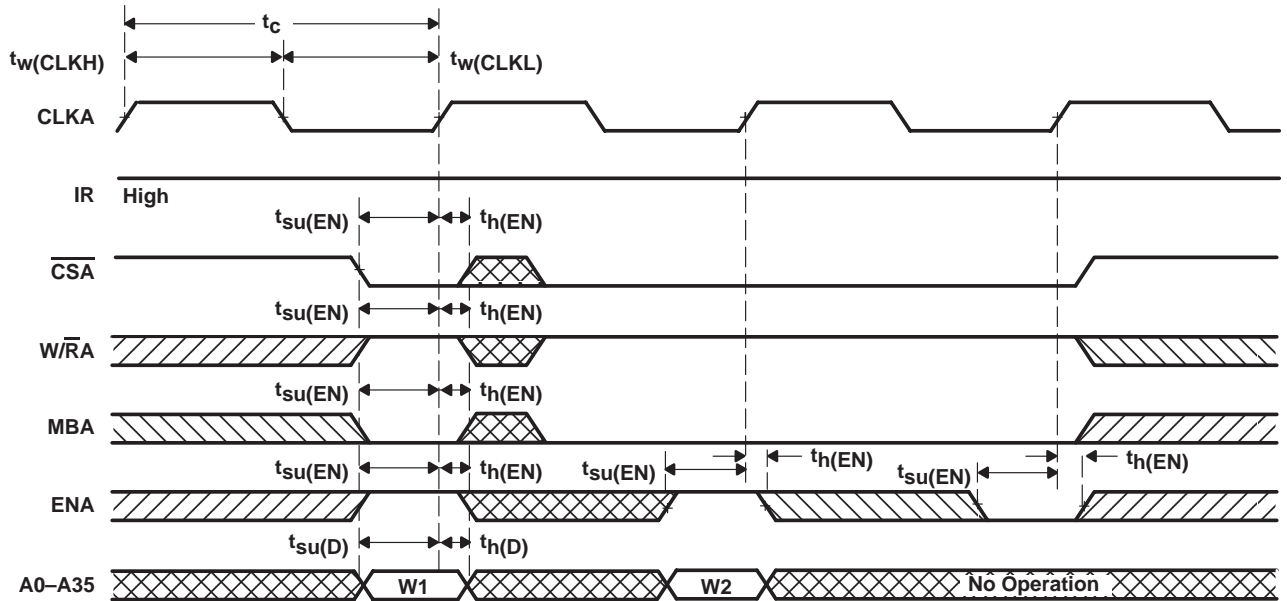 tc
tw(CLKH) tw(CLKL)
CLKA
IR High
tsu(EN) th(EN)
CSA
tsu(EN) th(EN)
W/RA
tsu(EN) th(EN)
MBA
tsu(EN) th(EN) tsu(EN) th(EN) tsu(EN) th(EN)
ENA
tsu(D) th(D)
A0–A35 W1 W2 No Operation